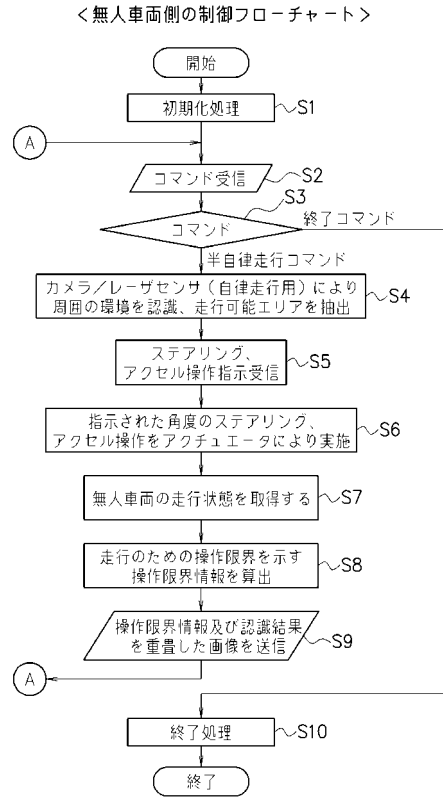 ＜無人車両側の制御フローチャート＞
開始
初期化処理
S1
A
コマンド受信
S2
S3
コマンド
終了コマンド
半自律走行コマンド
カメラ／レーザセンサ（自律走行用）により
周囲の環境を認識、走行可能エリアを抽出
S4
ステアリング、
アクセル操作指示受信
S5
指示された角度のステアリング、
アクセル操作をアクチュエータにより実施
S6
無人車両の走行状態を取得する
S7
走行のための操作限界を示す
操作限界情報を算出
S8
操作限界情報及び認識結果
を重畳した画像を送信
S9
A
終了処理
S10
終了